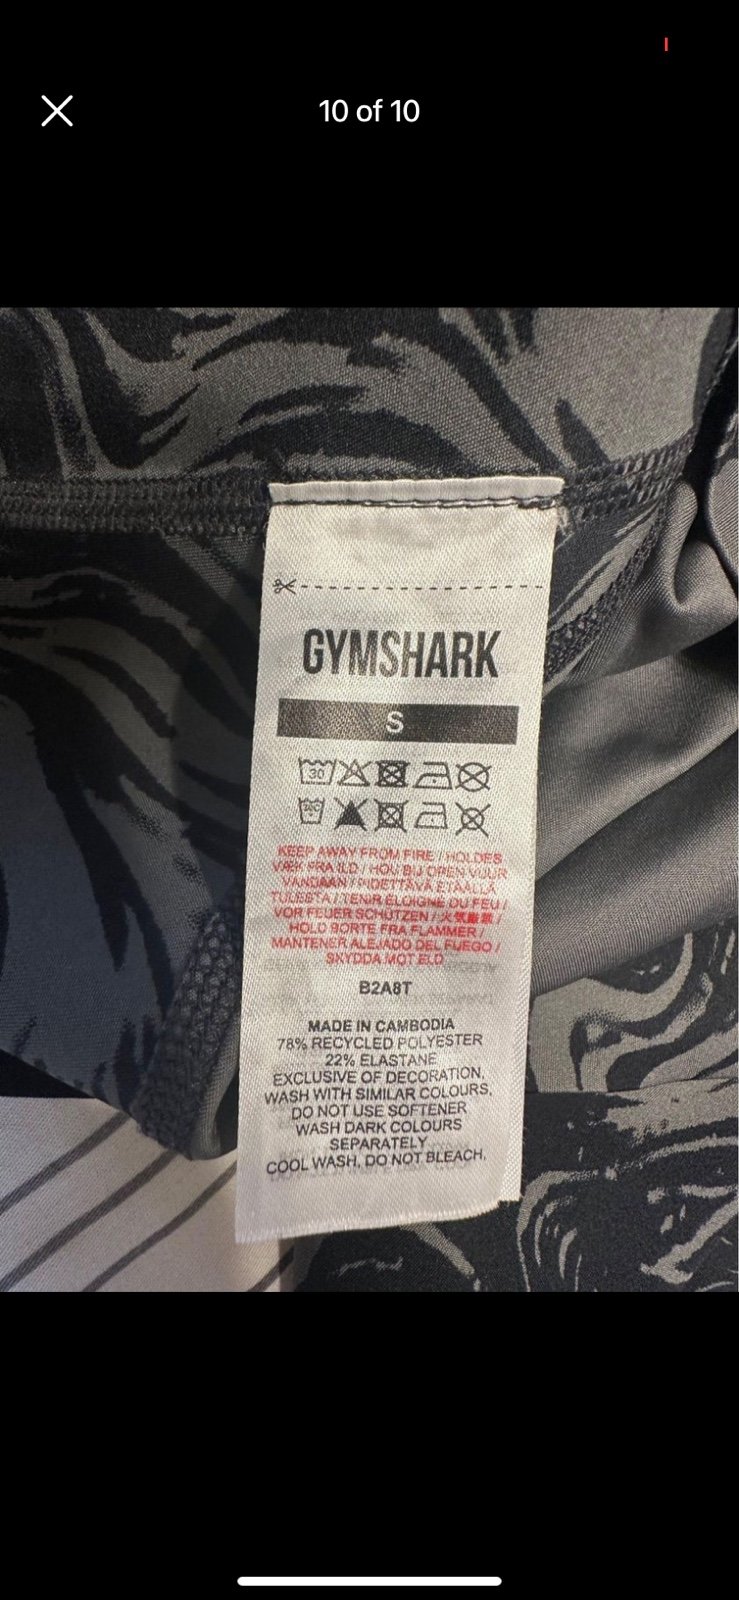 10 of 10
GYMSHARK
S
30
30C
KEEP AWAY FROM FIRE / HOLDES
VÆK FRA ILD / HOU BIJ OPEN VUUR
VANDAAN / PIDETTÄVÄ ETÄÄLLÄ
TULESTA / TENIR ÉLOIGNÉ DU FEU /
VOR FEUER SCHÜTZEN / 火気厳禁 /
HOLD BORTE FRA FLAMMER /
MANTENER ALEJADO DEL FUEGO /
SKYDDA MOT ELD
B2A8T
MADE IN CAMBODIA
78% RECYCLED POLYESTER
22% ELASTANE
EXCLUSIVE OF DECORATION.
WASH WITH SIMILAR COLOURS,
DO NOT USE SOFTENER
WASH DARK COLOURS
SEPARATELY
COOL WASH, DO NOT BLEACH.